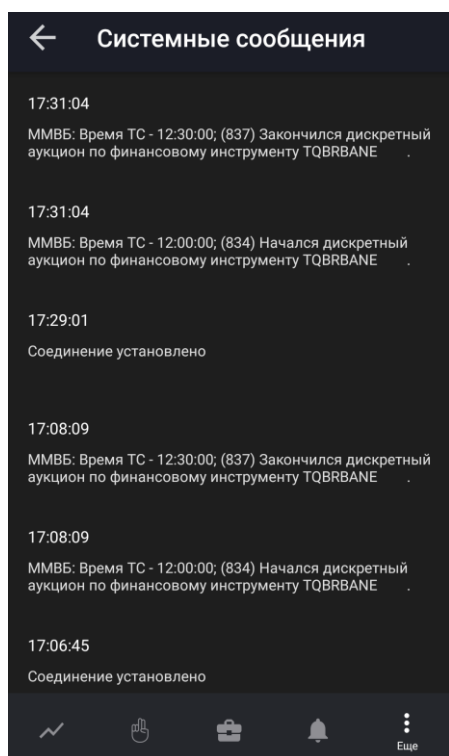 Системные сообщения
17:31:04
ММВБ: Время ТС - 12:30:00; (837) Закончился дискретный
аукцион по финансовому инструменту TQBRBANE .
17:31:04
ММВБ: Время ТС - 12:00:00; (834) Начался дискретный
аукцион по финансовому инструменту TQBRBANE .
17:29:01
Соединение установлено
17:08:09
ММВБ: Время ТС - 12:30:00; (837) Закончился дискретный
аукцион по финансовому инструменту TQBRBANE .
17:08:09
ММВБ: Время ТС - 12:00:00; (834) Начался дискретный
аукцион по финансовому инструменту TQBRBANE .
17:06:45
Соединение установлено
Еще